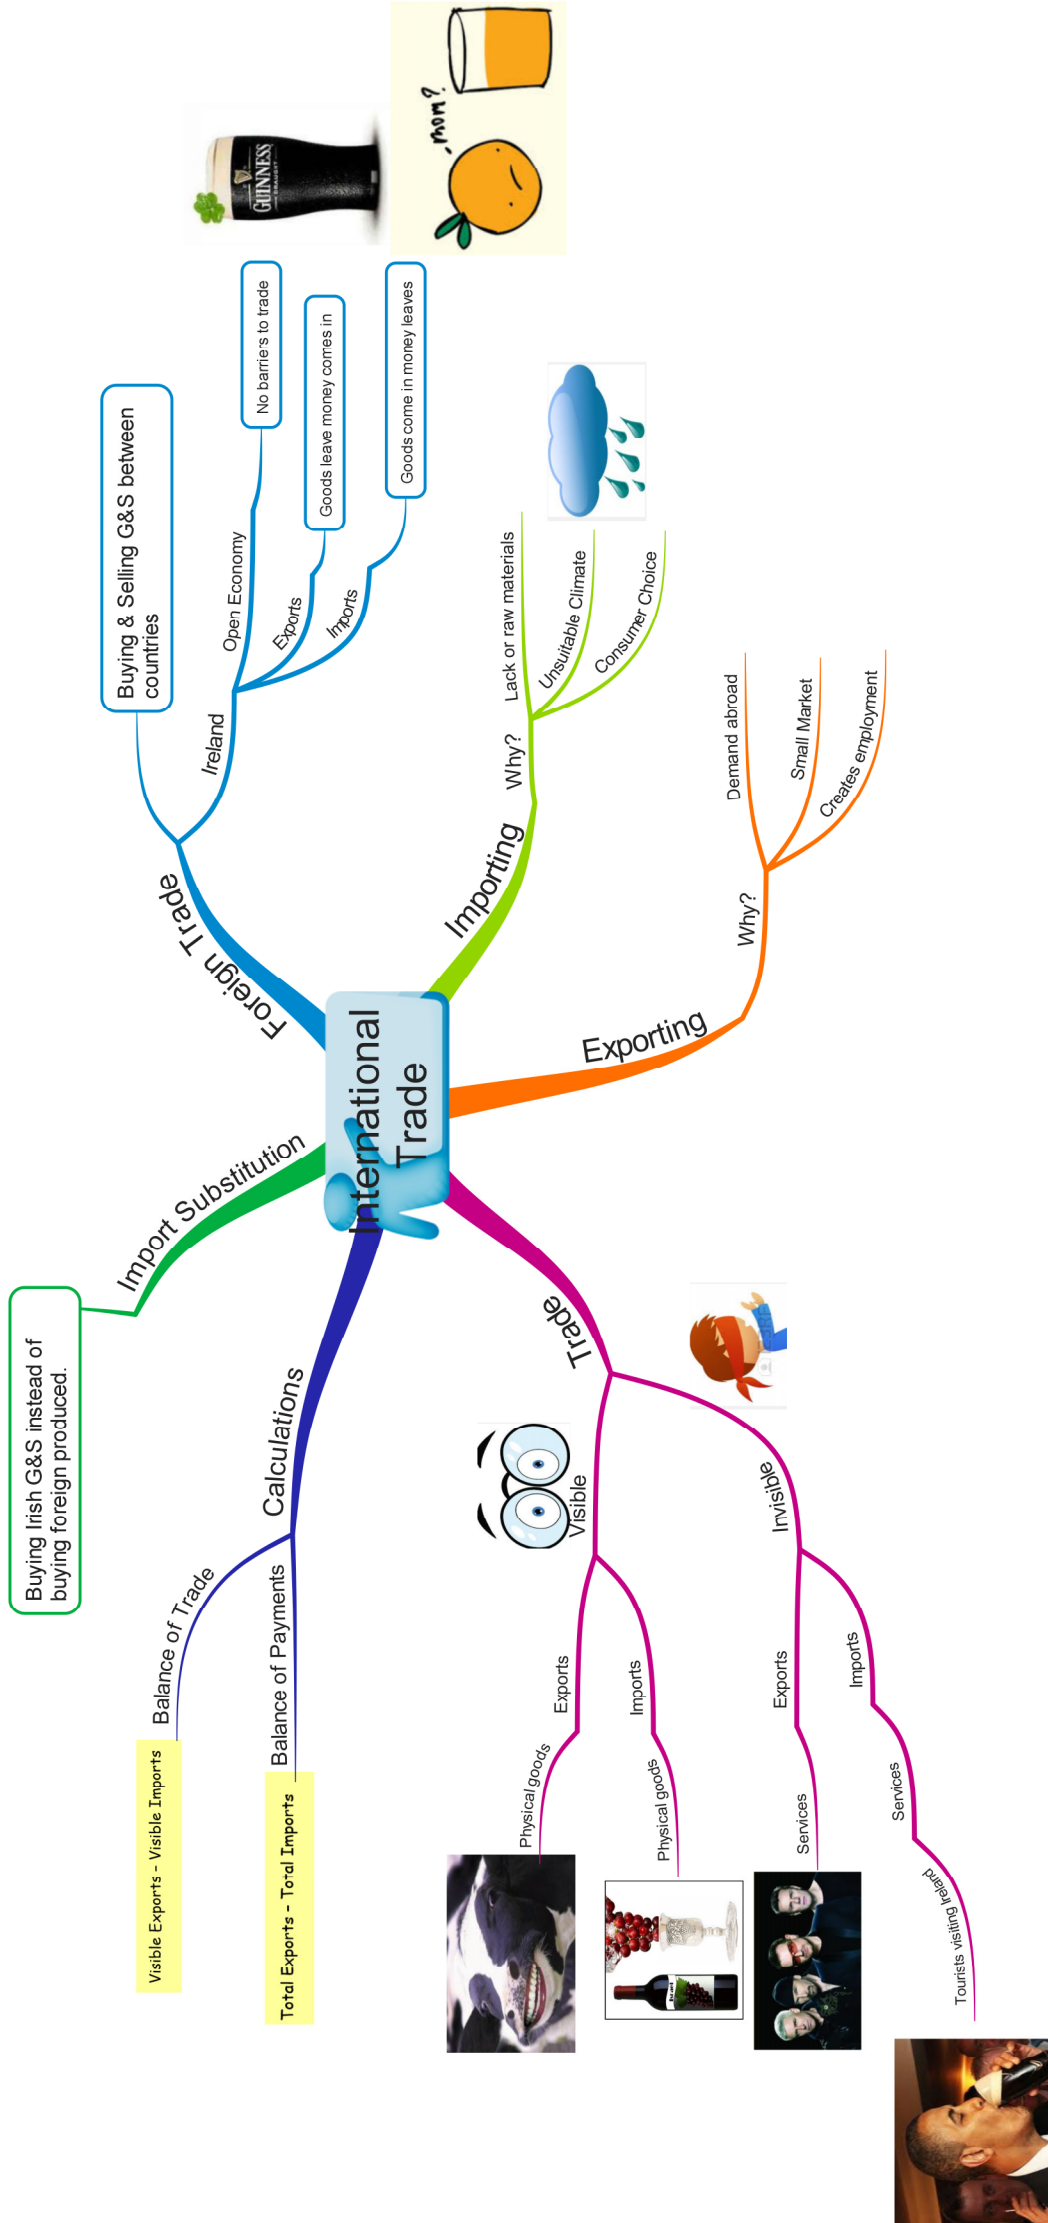 International
Trade
Foreign Trade
Buying & Selling G&S between
countries
Ireland
Open Economy
No barriers to trade
Exports
Goods leave money comes in
Imports
Goods come in money leaves
GUINNESS
DRAUGHT
mom?
Importing
Why?
Lack or raw materials
Unsuitable Climate
Consumer Choice
Exporting
Why?
Demand abroad
Small Market
Creates employment
Trade
Visible
Exports
Physical goods
Imports
Physical goods
Invisible
Exports
Services
Imports
Services
Tourists visiting Ireland
Calculations
Balance of Trade
Visible Exports - Visible Imports
Balance of Payments
Total Exports - Total Imports
Import Substitution
Buying Irish G&S instead of
buying foreign produced.